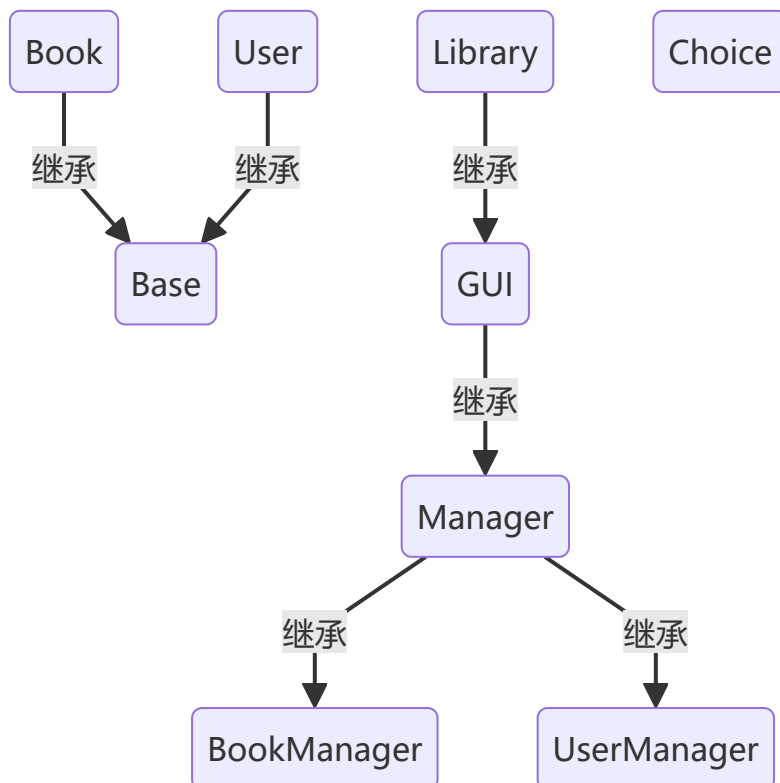 Book
User
Library
Choice
继承
继承
继承
Base
GUI
继承
Manager
继承
继承
BookManager
UserManager